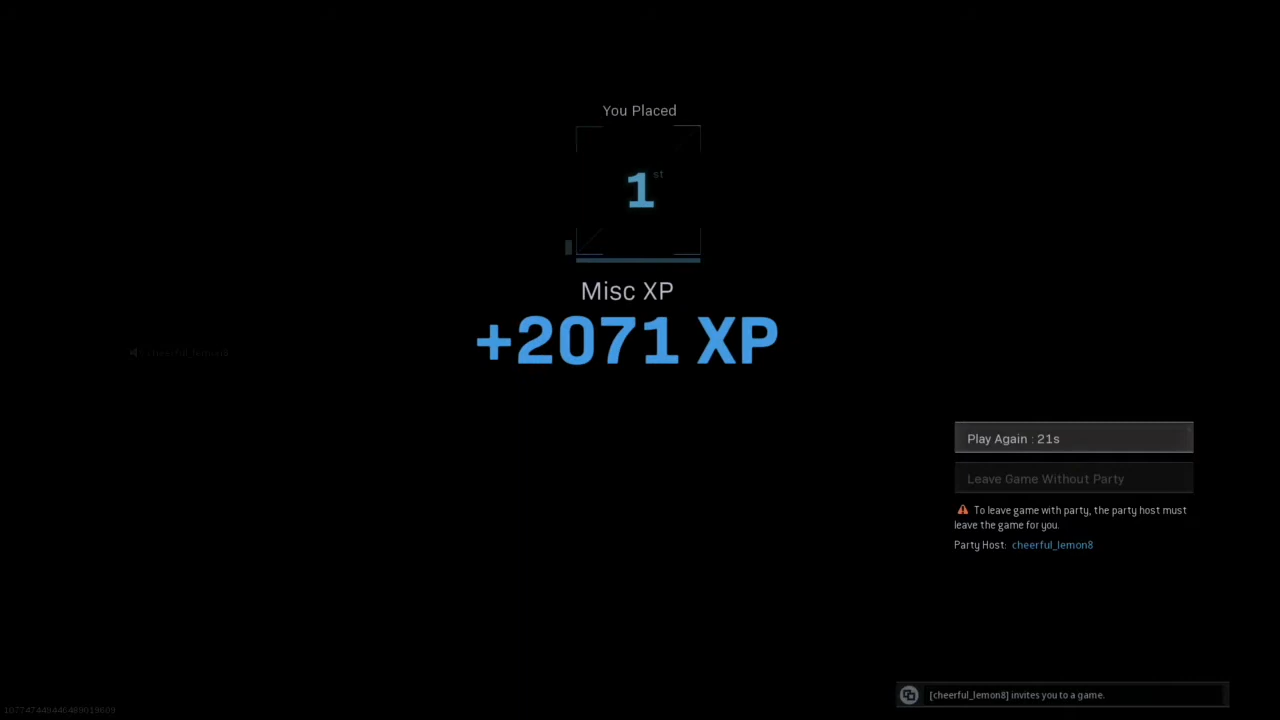 You Placed
1st
Misc XP
+2071 XP
Play Again : 21s
Leave Game Without Party
To leave game with party, the party host must
leave the game for you.
Party Host: cheerful_lemon8
[cheerful_lemon8] invites you to a game.